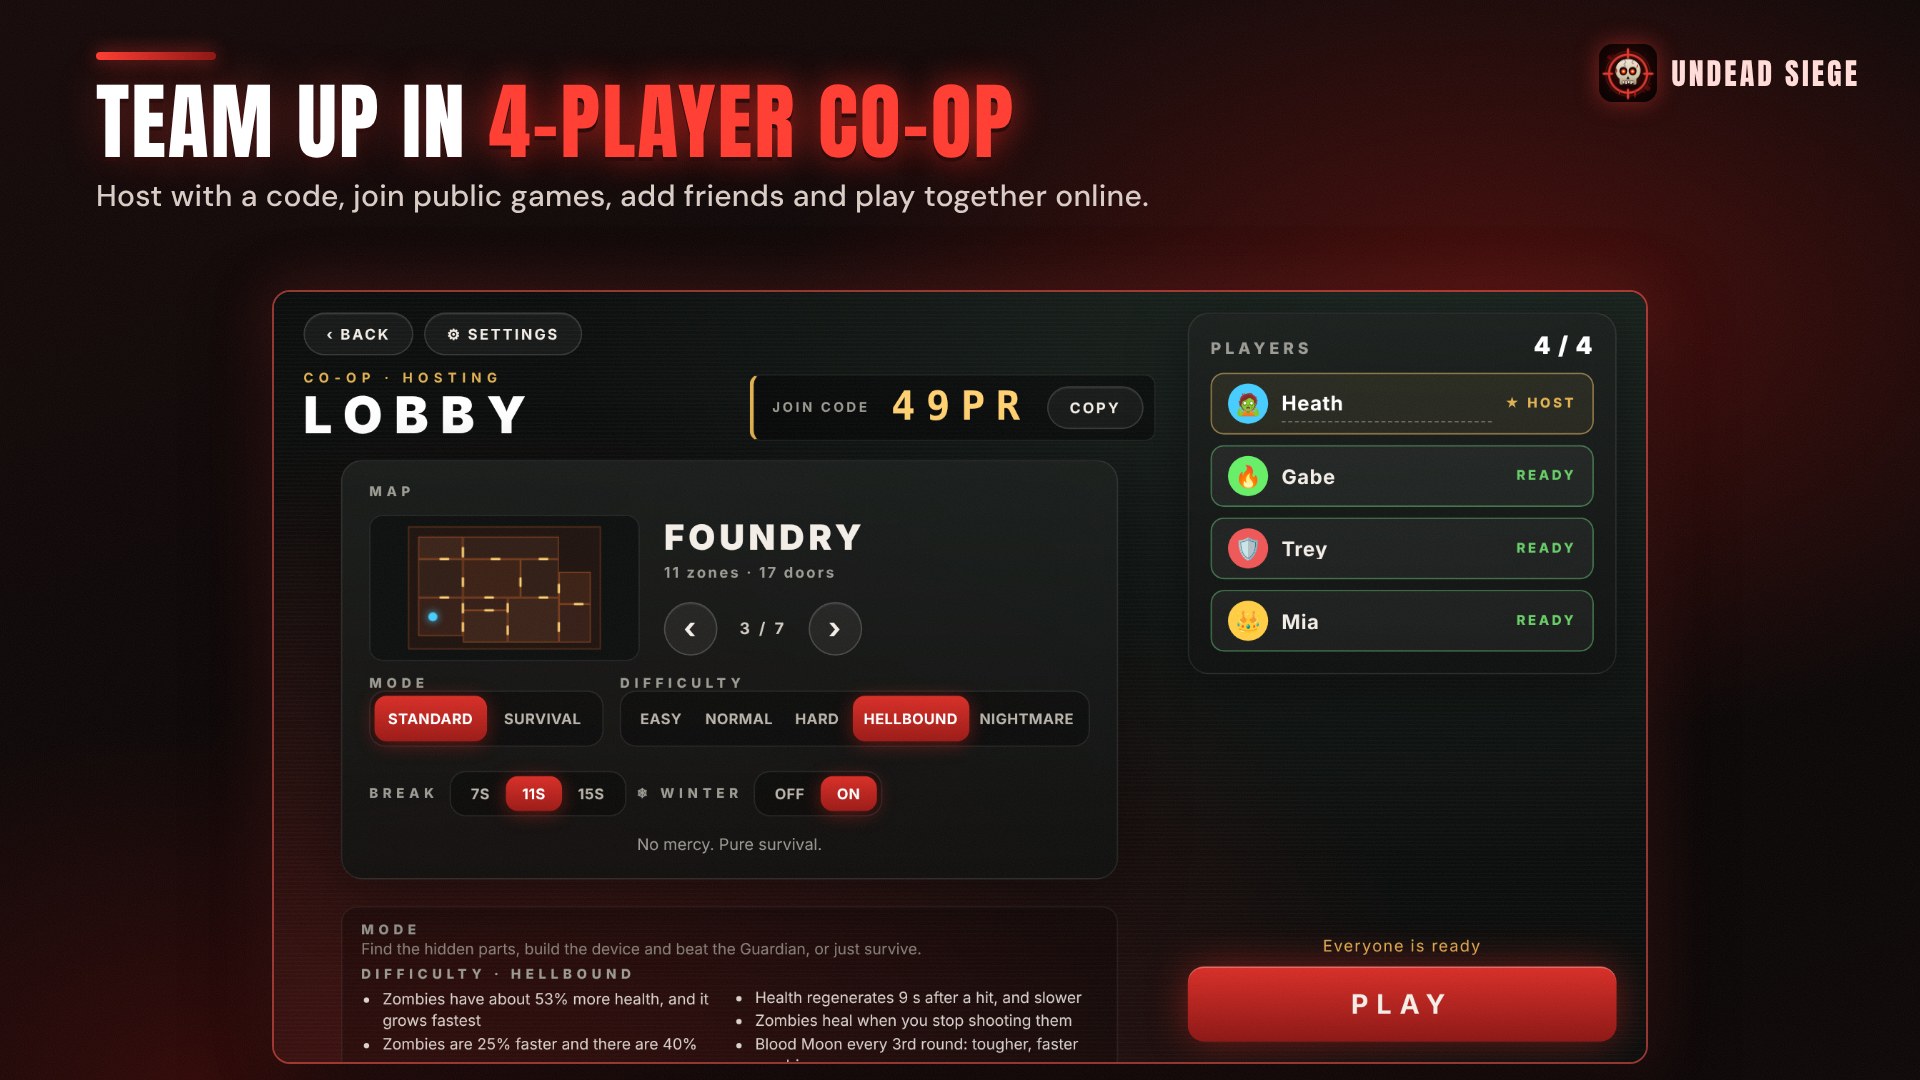 TEAM UP IN 4-PLAYER CO-OP
UNDEAD SIEGE
Host with a code, join public games, add friends and play together online.
‹ BACK
⚙ SETTINGS
CO-OP · HOSTING
LOBBY
JOIN CODE 49PR COPY
MAP
FOUNDRY
11 zones · 17 doors
‹ 3 / 7 ›
MODE
STANDARD SURVIVAL
DIFFICULTY
EASY NORMAL HARD HELLBOUND NIGHTMARE
BREAK 7S 11S 15S
❄ WINTER OFF ON
No mercy. Pure survival.
MODE
Find the hidden parts, build the device and beat the Guardian, or just survive.
DIFFICULTY · HELLBOUND
• Zombies have about 53% more health, and it
grows fastest
• Zombies are 25% faster and there are 40%
• Health regenerates 9 s after a hit, and slower
• Zombies heal when you stop shooting them
• Blood Moon every 3rd round: tougher, faster
PLAYERS 4 / 4
Heath ★ HOST
Gabe READY
Trey READY
Mia READY
Everyone is ready
PLAY